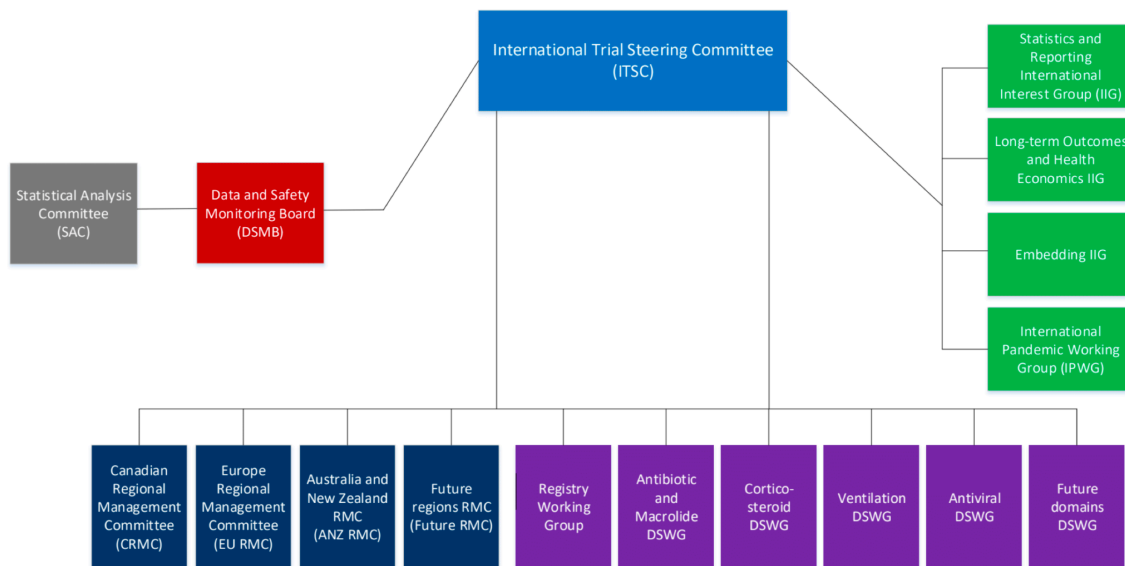 International Trial Steering Committee
(ITSC)
Statistics and
Reporting
International
Interest Group (IIG)
Long-term Outcomes
and Health
Economics IIG
Embedding IIG
International
Pandemic Working
Group (IPWG)
Statistical Analysis
Committee
(SAC)
Data and Safety
Monitoring Board
(DSMB)
Canadian
Regional
Management
Committee
(CRMC)
Europe
Regional
Management
Committee
(EU RMC)
Australia and
New Zealand
RMC
(ANZ RMC)
Future
regions RMC
(Future RMC)
Registry
Working
Group
Antibiotic
and
Macrolide
DSWG
Cortico-
steroid
DSWG
Ventilation
DSWG
Antiviral
DSWG
Future
domains
DSWG